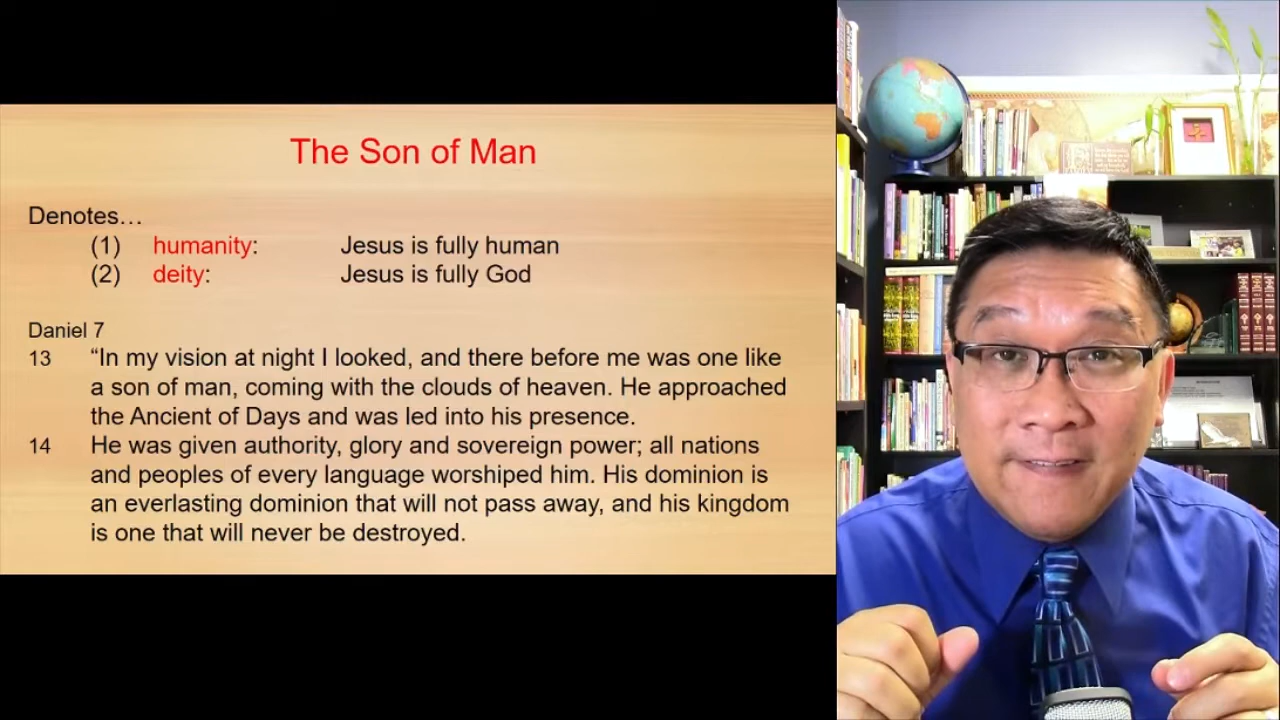 The Son of Man
Denotes…
(1) humanity: Jesus is fully human
(2) deity: Jesus is fully God
Daniel 7
13 “In my vision at night I looked, and there before me was one like
a son of man, coming with the clouds of heaven. He approached
the Ancient of Days and was led into his presence.
14 He was given authority, glory and sovereign power; all nations
and peoples of every language worshiped him. His dominion is
an everlasting dominion that will not pass away, and his kingdom
is one that will never be destroyed.